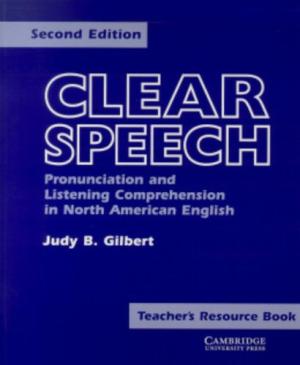 Second Edition
CLEAR
SPEECH
Pronunciation and
Listening Comprehension
in North American English
Judy B. Gilbert
Teacher's Resource Book
CAMBRIDGE
UNIVERSITY PRESS